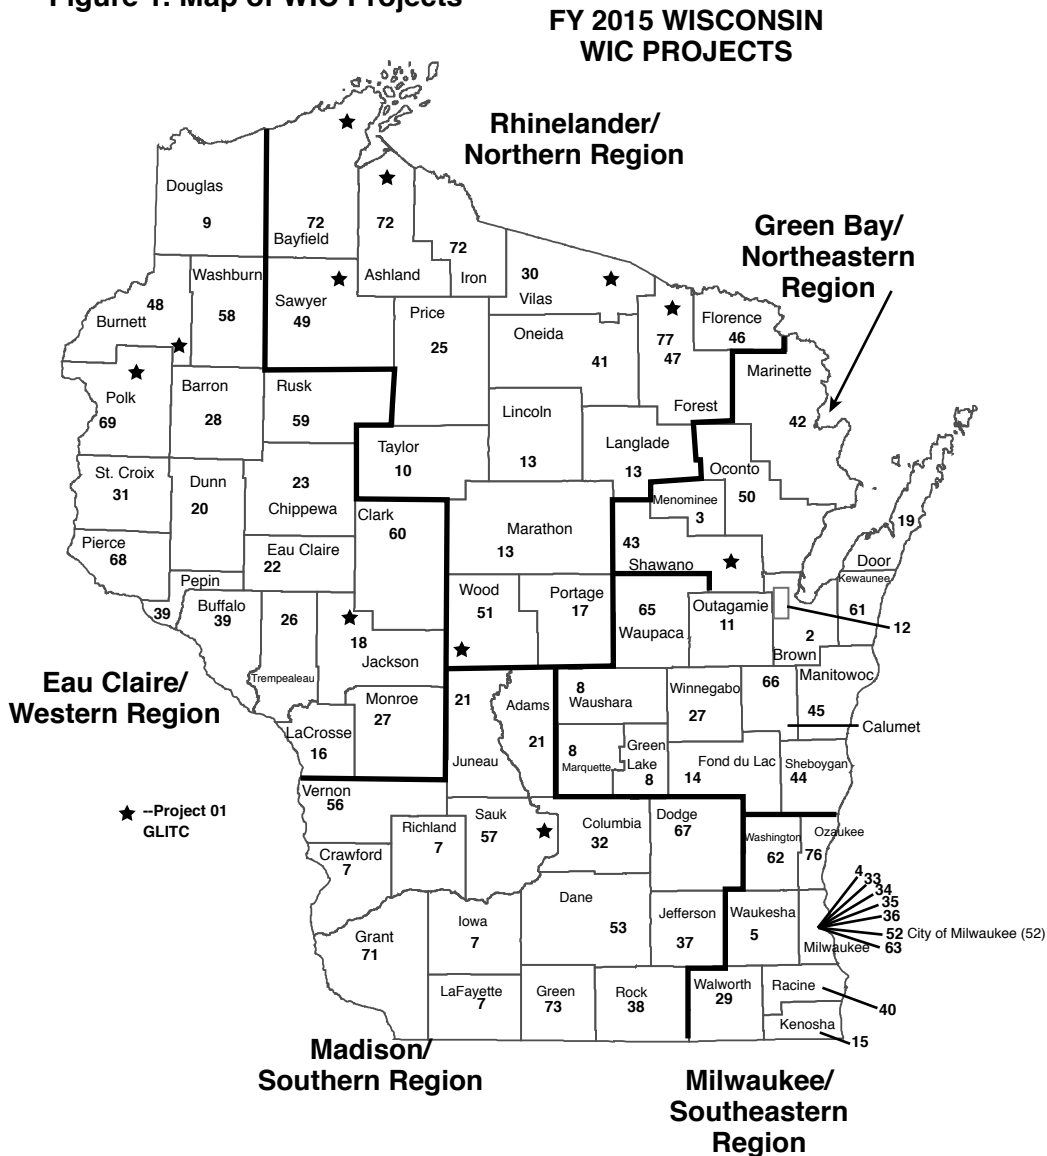 Figure 1. Map of WIC Projects
FY 2015 WISCONSIN
WIC PROJECTS
Rhinelander/
Northern Region
Green Bay/
Northeastern
Region
Douglas
9
72
Bayfield
72
Ashland
72
Iron
30
Vilas
Washburn
58
48
Burnett
Sawyer
49
Price
25
Oneida
41
77
47
Forest
Florence
46
Marinette
42
Polk
69
Barron
28
Rusk
59
Lincoln
13
Langlade
13
Taylor
10
Oconto
50
St. Croix
31
Dunn
20
23
Chippewa
Clark
60
Marathon
13
Menominee
3
43
Shawano
19
Door
Pierce
68
Eau Claire
22
Pepin
39
Buffalo
39
26
Trempealeau
18
Jackson
Wood
51
Portage
17
65
Waupaca
Outagamie
11
2
Brown
12
Kewaunee
61
Eau Claire/
Western Region
LaCrosse
16
Monroe
27
21
Juneau
Adams
21
8
Waushara
Winnegabo
27
66
Manitowoc
45
Calumet
8
Marquette
Green
Lake
8
Fond du Lac
14
Sheboygan
44
--Project 01
GLITC
Vernon
56
Richland
7
Sauk
57
Columbia
32
Dodge
67
Washington
62
Ozaukee
76
Crawford
7
4
33
34
35
36
52 City of Milwaukee (52)
63
Milwaukee
Grant
71
Iowa
7
Dane
53
Jefferson
37
Waukesha
5
LaFayette
7
Green
73
Rock
38
Walworth
29
Racine
40
Kenosha
15
Madison/
Southern Region
Milwaukee/
Southeastern
Region